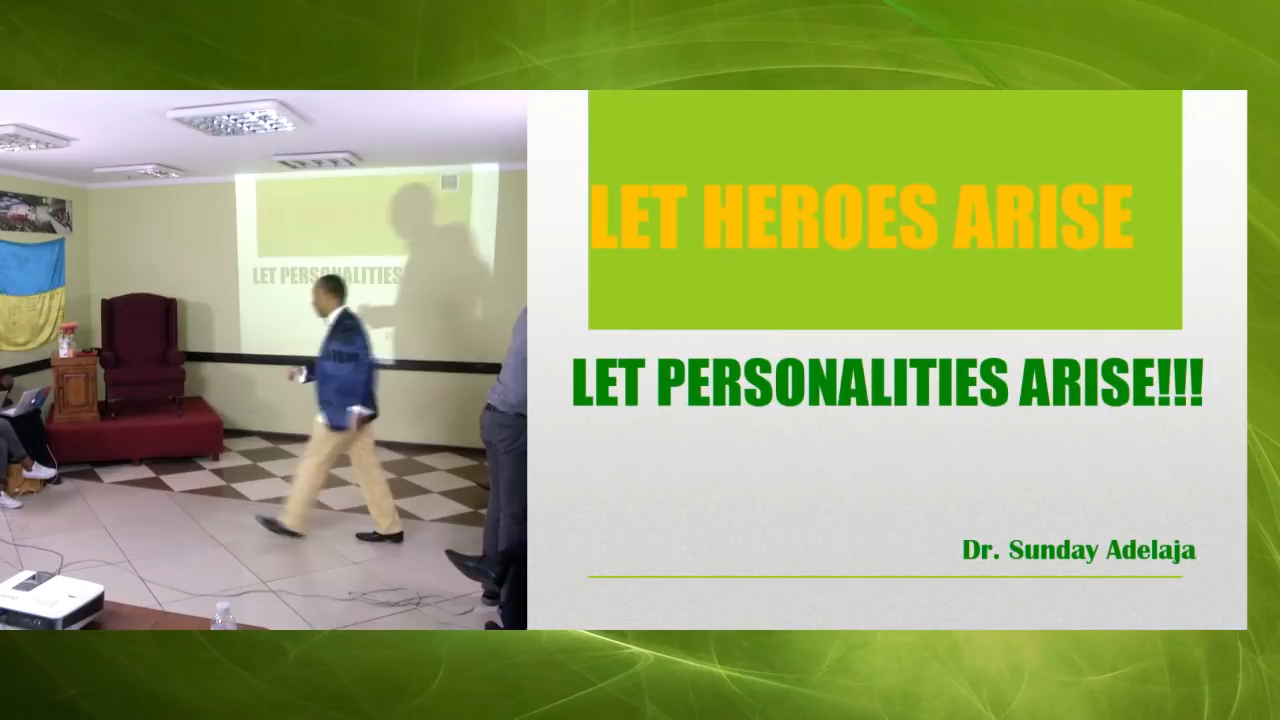 LET PERSONALITIES
LET HEROES ARISE
LET PERSONALITIES ARISE!!!
Dr. Sunday Adelaja